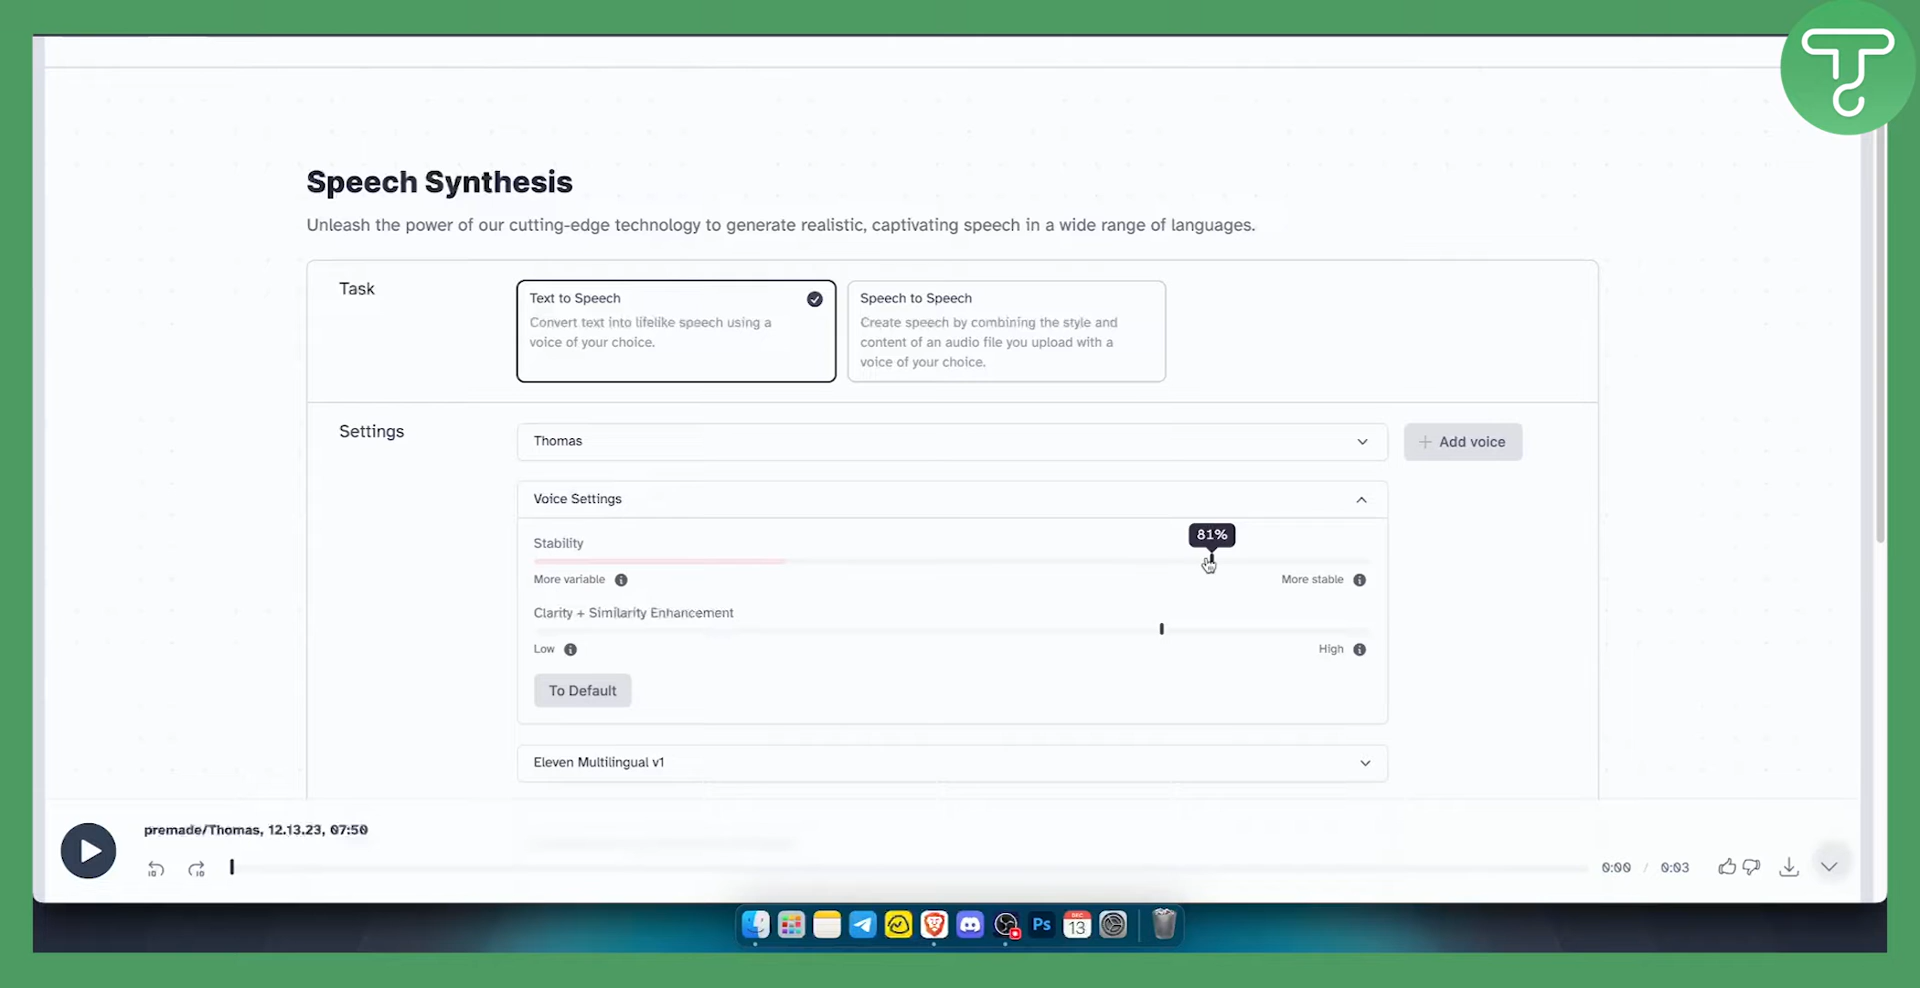 Speech Synthesis
Unleash the power of our cutting-edge technology to generate realistic, captivating speech in a wide range of languages.
Task
Text to Speech
Convert text into lifelike speech using a
voice of your choice.
Speech to Speech
Create speech by combining the style and
content of an audio file you upload with a
voice of your choice.
Settings
Thomas
+ Add voice
Voice Settings
81%
Stability
More variable
More stable
Clarity + Similarity Enhancement
Low
High
To Default
Eleven Multilingual v1
premade/Thomas, 12.13.23, 07:50
10
10
0:00 / 0:03
Ps
DEC
13